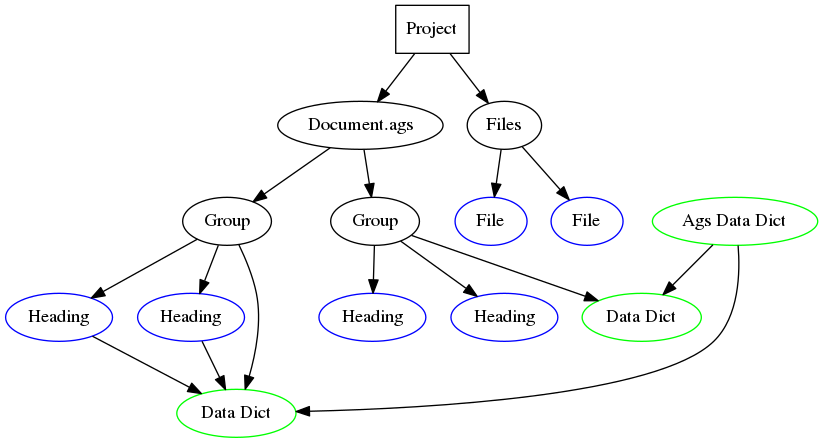 Project
Document.ags
Files
Group
Group
File
File
Ags Data Dict
Heading
Heading
Heading
Heading
Data Dict
Data Dict